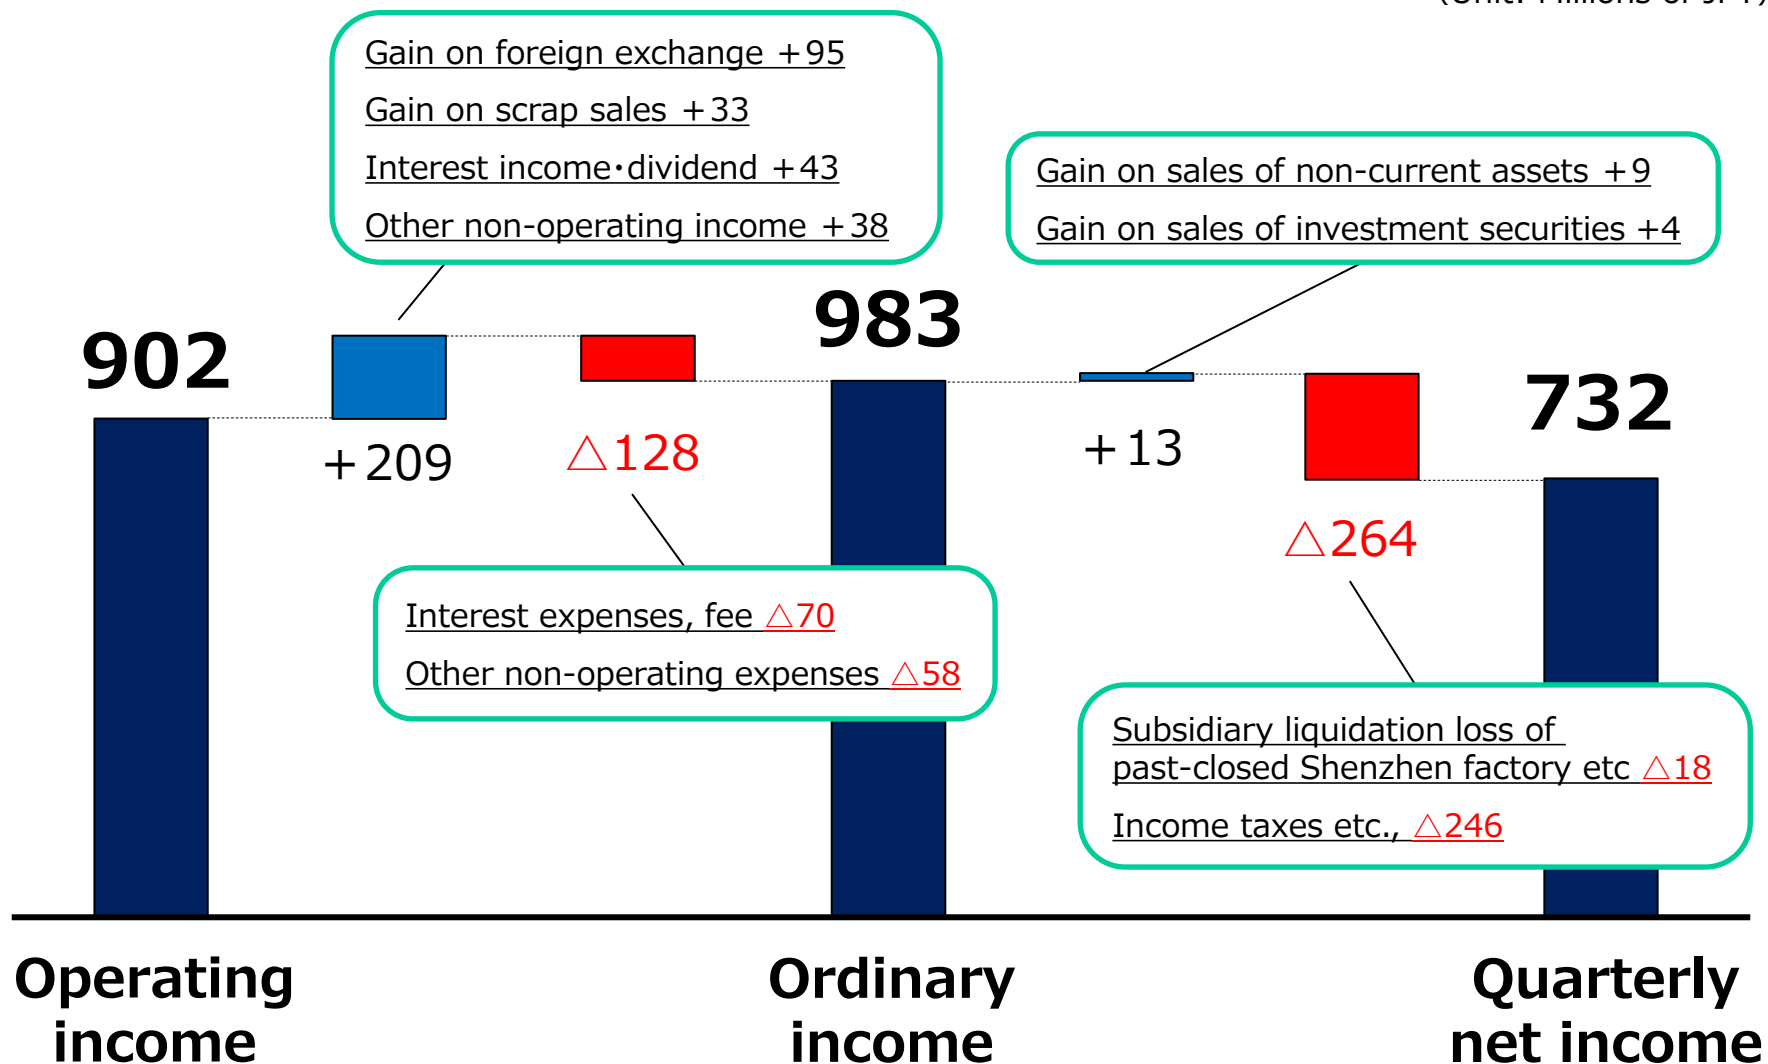 Gain on foreign exchange +95
Gain on scrap sales +33
Interest income・dividend +43
Other non-operating income +38
Gain on sales of non-current assets +9
Gain on sales of investment securities +4
902
+209
△128
983
+13
△264
732
Interest expenses, fee △70
Other non-operating expenses △58
Subsidiary liquidation loss of
past-closed Shenzhen factory etc △18
Income taxes etc., △246
Operating
income
Ordinary
income
Quarterly
net income